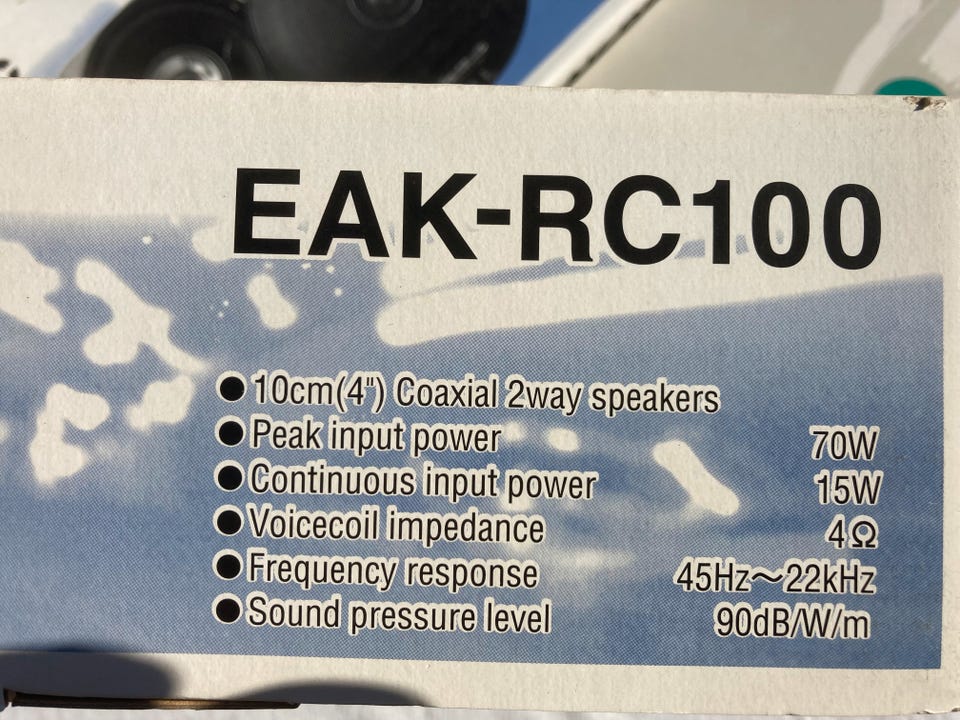 EAK-RC100
●10cm(4") Coaxial 2way speakers
●Peak input power 70W
●Continuous input power 15W
●Voicecoil impedance 4Ω
●Frequency response 45Hz～22kHz
●Sound pressure level 90dB/W/m